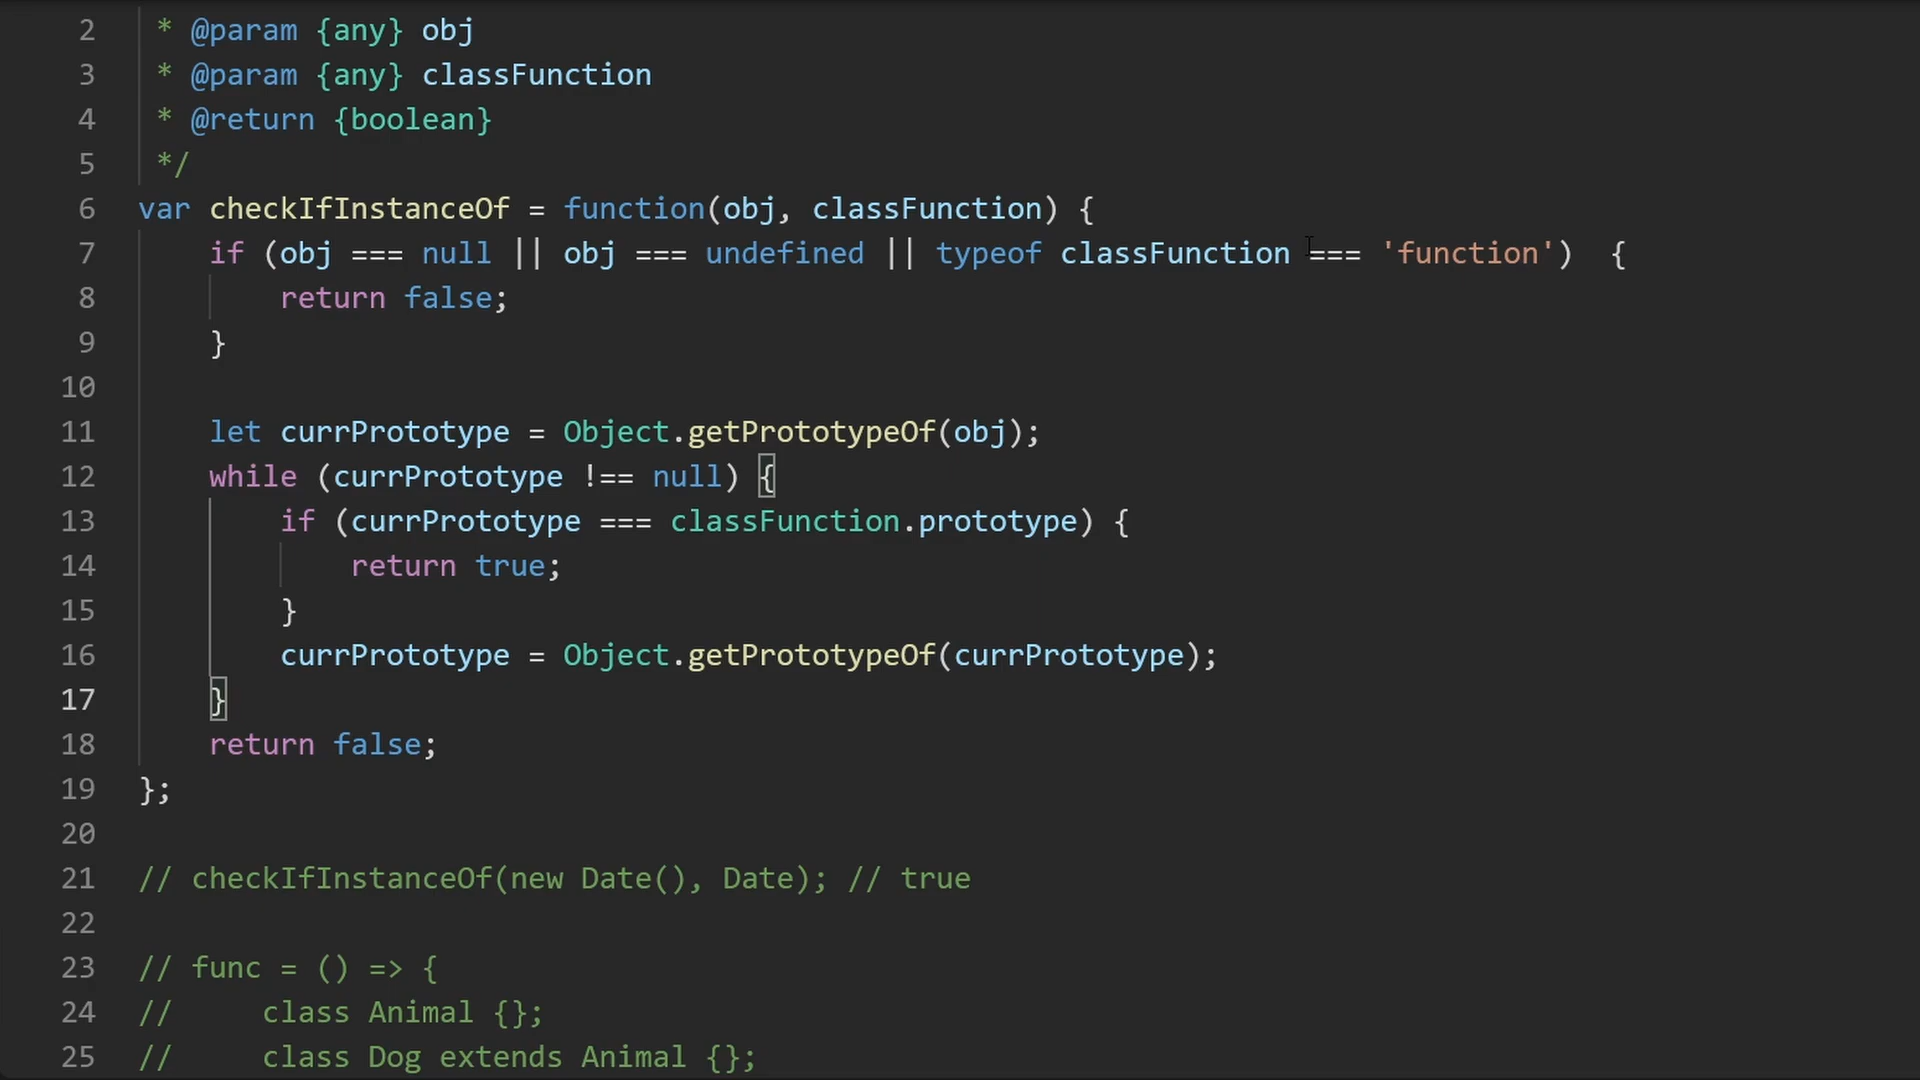 2 * @param {any} obj
3 * @param {any} classFunction
4 * @return {boolean}
5 */
6 var checkIfInstanceOf = function(obj, classFunction) {
7 if (obj === null || obj === undefined || typeof classFunction === 'function')  {
8 return false;
9 }
10
11 let currPrototype = Object.getPrototypeOf(obj);
12 while (currPrototype !== null) {
13 if (currPrototype === classFunction.prototype) {
14 return true;
15 }
16 currPrototype = Object.getPrototypeOf(currPrototype);
17 }
18 return false;
19 };
20
21 // checkIfInstanceOf(new Date(), Date); // true
22
23 // func = () => {
24 //     class Animal {};
25 //     class Dog extends Animal {};